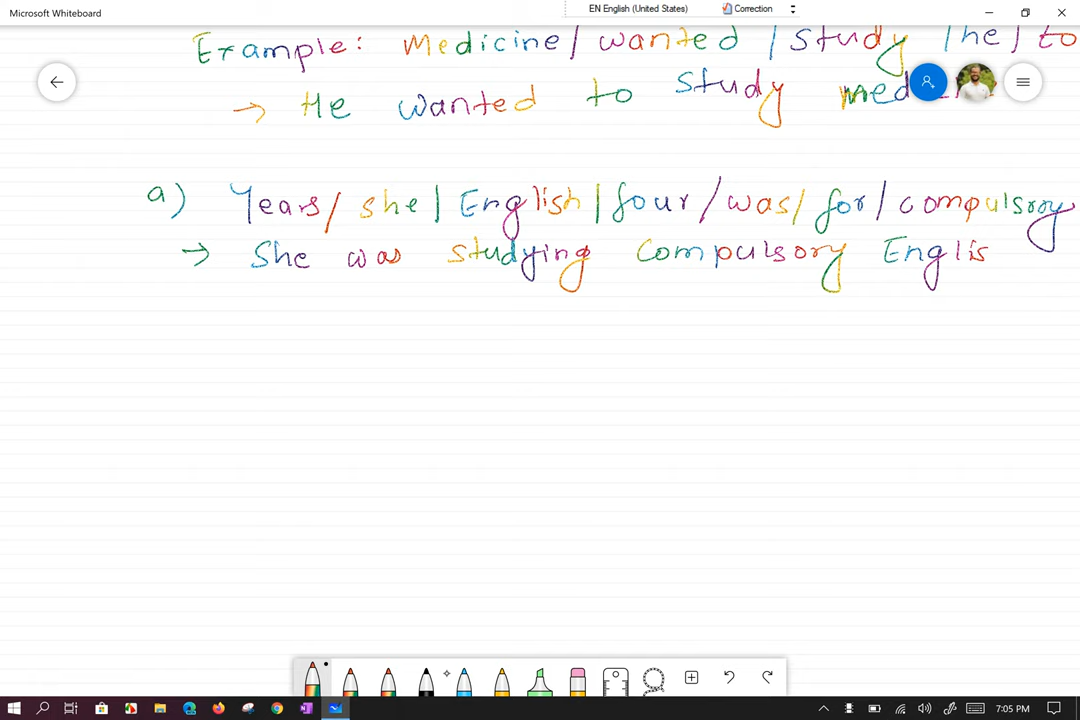 Microsoft Whiteboard EN English (United States) Correction
Example: Medicine/ wanted / Study /he/ to
→ He wanted to study
a) Years/ she/ English/ four/ was/ for/ compulsroy
→ She was studying Compulsory Englis
7:05 PM